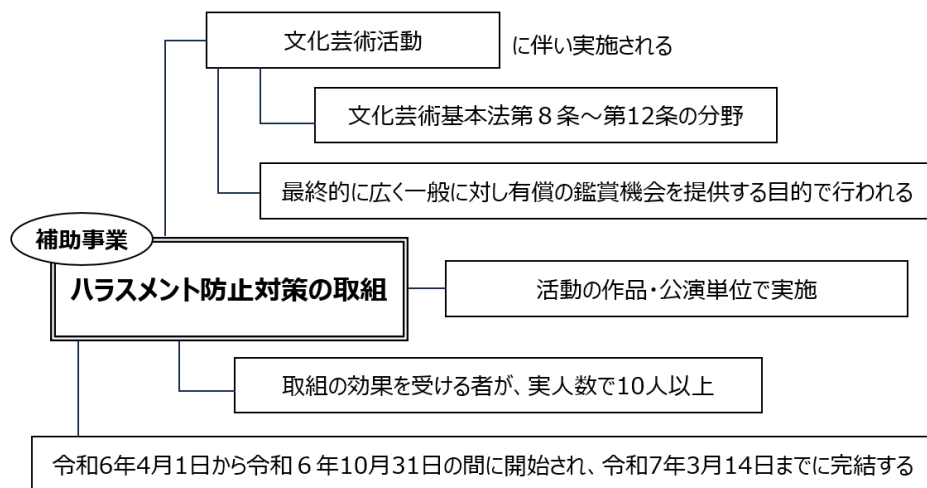 文化芸術活動 に伴い実施される
文化芸術基本法第８条～第12条の分野
最終的に広く一般に対し有償の鑑賞機会を提供する目的で行われる
補助事業
ハラスメント防止対策の取組
活動の作品・公演単位で実施
取組の効果を受ける者が、実人数で10人以上
令和6年4月1日から令和６年10月31日の間に開始され、令和7年3月14日までに完結する